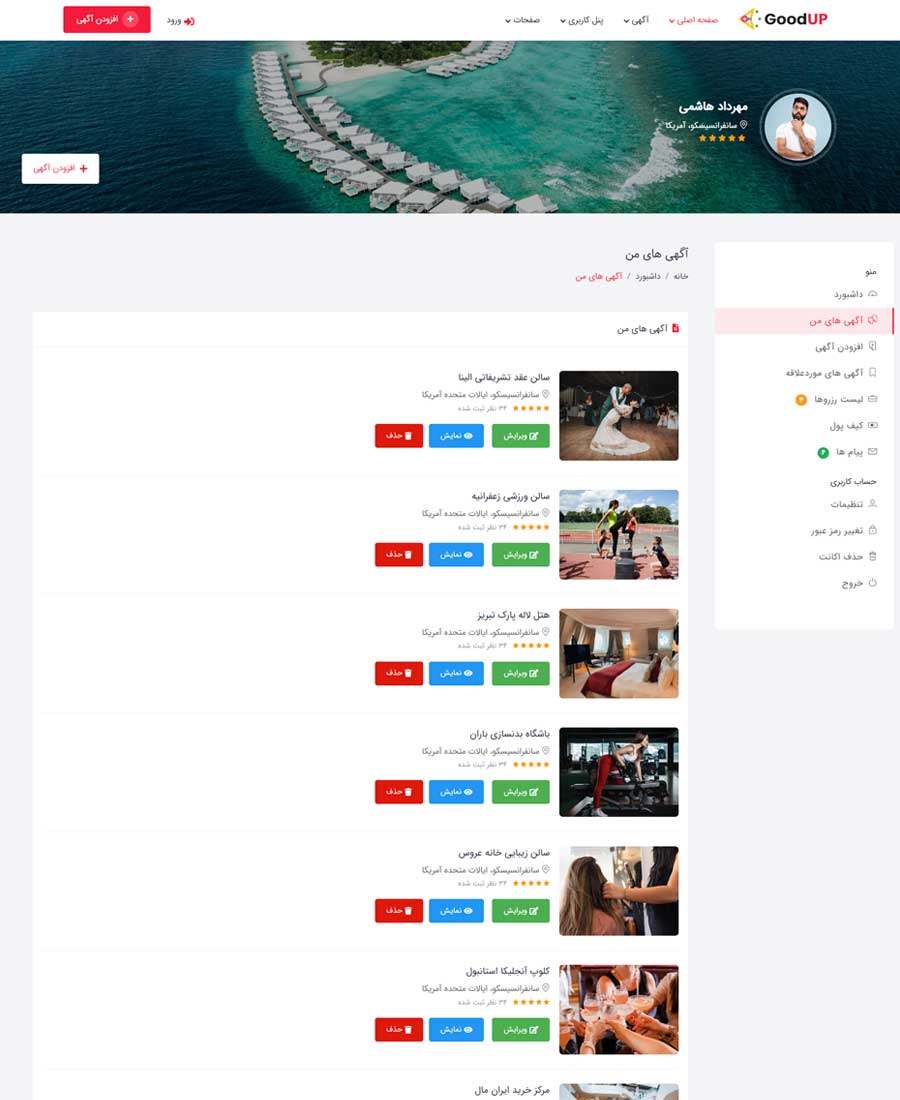 GoodUP
صفحه اصلی
آگهی
پنل کاربری
صفحات
ورود
افزودن آگهی
مهرداد هاشمی
سانفرانسیسکو، آمریکا
افزودن آگهی
منو
داشبورد
آگهی های من
افزودن آگهی
آگهی های موردعلاقه
لیست رزروها ۴
کیف پول
پیام ها ۴
حساب کاربری
تنظیمات
تغییر رمز عبور
حذف اکانت
خروج
آگهی های من
خانه / داشبورد / آگهی های من
آگهی های من
سالن عقد تشریفاتی الینا
سانفرانسیسکو، ایالات متحده آمریکا
۳۴ نظر ثبت شده
ویرایش نمایش حذف
سالن ورزشی زعفرانیه
سانفرانسیسکو، ایالات متحده آمریکا
۳۴ نظر ثبت شده
ویرایش نمایش حذف
هتل لاله پارک تبریز
سانفرانسیسکو، ایالات متحده آمریکا
۳۴ نظر ثبت شده
ویرایش نمایش حذف
باشگاه بدنسازی باران
سانفرانسیسکو، ایالات متحده آمریکا
۳۴ نظر ثبت شده
ویرایش نمایش حذف
سالن زیبایی خانه عروس
سانفرانسیسکو، ایالات متحده آمریکا
۳۴ نظر ثبت شده
ویرایش نمایش حذف
کلوپ آنجلیکا استانبول
سانفرانسیسکو، ایالات متحده آمریکا
۳۴ نظر ثبت شده
ویرایش نمایش حذف
مرکز خرید ایران مال